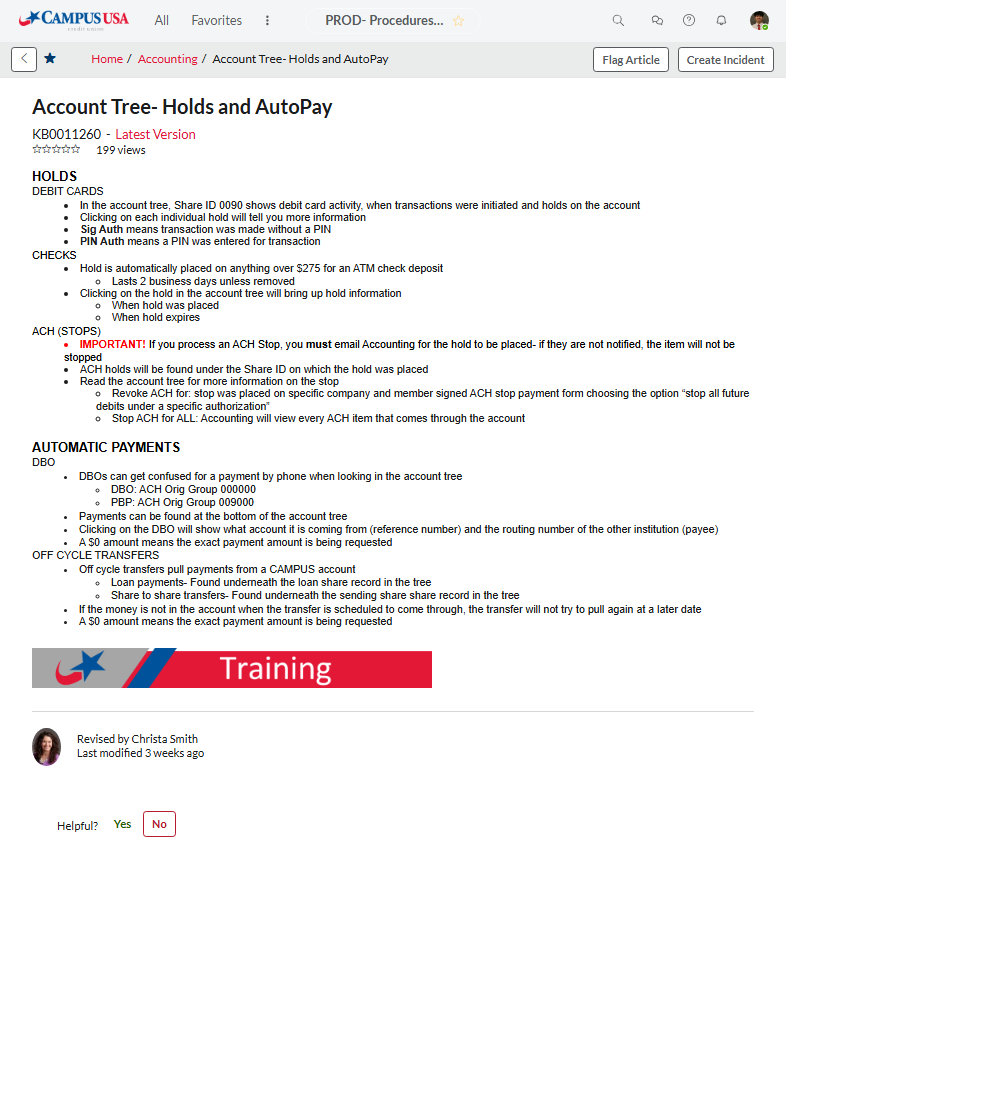 CAMPUS USA
credit union
All Favorites PROD- Procedures...
Home / Accounting / Account Tree- Holds and AutoPay
Flag Article Create Incident
Account Tree- Holds and AutoPay
KB0011260 - Latest Version
199 views
HOLDS
DEBIT CARDS
• In the account tree, Share ID 0090 shows debit card activity, when transactions were initiated and holds on the account
• Clicking on each individual hold will tell you more information
• Sig Auth means transaction was made without a PIN
• PIN Auth means a PIN was entered for transaction
CHECKS
• Hold is automatically placed on anything over $275 for an ATM check deposit
○ Lasts 2 business days unless removed
• Clicking on the hold in the account tree will bring up hold information
○ When hold was placed
○ When hold expires
ACH (STOPS)
• IMPORTANT! If you process an ACH Stop, you must email Accounting for the hold to be placed- if they are not notified, the item will not be
stopped
• ACH holds will be found under the Share ID on which the hold was placed
• Read the account tree for more information on the stop
○ Revoke ACH for: stop was placed on specific company and member signed ACH stop payment form choosing the option “stop all future
debits under a specific authorization”
○ Stop ACH for ALL: Accounting will view every ACH item that comes through the account
AUTOMATIC PAYMENTS
DBO
• DBOs can get confused for a payment by phone when looking in the account tree
○ DBO: ACH Orig Group 000000
○ PBP: ACH Orig Group 009000
• Payments can be found at the bottom of the account tree
• Clicking on the DBO will show what account it is coming from (reference number) and the routing number of the other institution (payee)
• A $0 amount means the exact payment amount is being requested
OFF CYCLE TRANSFERS
• Off cycle transfers pull payments from a CAMPUS account
○ Loan payments- Found underneath the loan share record in the tree
○ Share to share transfers- Found underneath the sending share share record in the tree
• If the money is not in the account when the transfer is scheduled to come through, the transfer will not try to pull again at a later date
• A $0 amount means the exact payment amount is being requested
Training
Revised by Christa Smith
Last modified 3 weeks ago
Helpful? Yes No